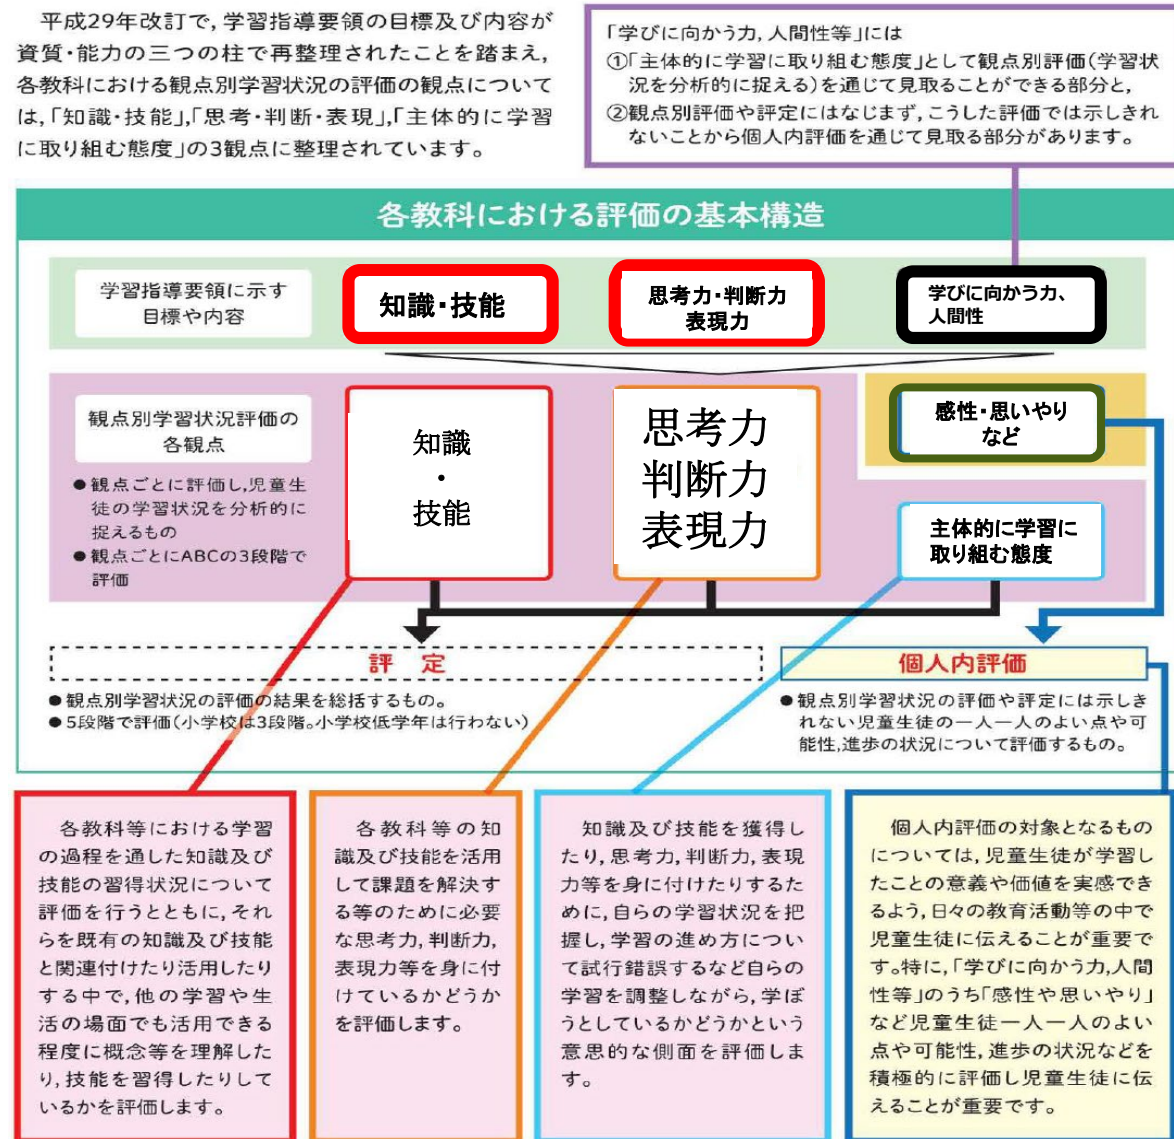 平成29年改訂で,学習指導要領の目標及び内容が
資質・能力の三つの柱で再整理されたことを踏まえ,
各教科における観点別学習状況の評価の観点について
は,「知識・技能」,「思考・判断・表現」,「主体的に学習
に取り組む態度」の3観点に整理されています。
「学びに向かう力, 人間性等」には
①「主体的に学習に取り組む態度」として観点別評価(学習状
況を分析的に捉える)を通じて見取ることができる部分と,
②観点別評価や評定にはなじまず,こうした評価では示しきれ
ないことから個人内評価を通じて見取る部分があります。
各教科における評価の基本構造
学習指導要領に示す
目標や内容
知識・技能
思考力・判断力
表現力
学びに向かう力、
人間性
観点別学習状況評価の
各観点
●観点ごとに評価し,児童生
徒の学習状況を分析的に
捉えるもの
●観点ごとにABCの3段階で
評価
知識
・
技能
思考力
判断力
表現力
感性・思いやり
など
主体的に学習に
取り組む態度
評 定
●観点別学習状況の評価の結果を総括するもの。
●5段階で評価(小学校は3段階。小学校低学年は行わない)
個人内評価
●観点別学習状況の評価や評定には示しき
れない児童生徒の一人一人のよい点や可
能性,進歩の状況について評価するもの。
各教科等における学習
の過程を通した知識及び
技能の習得状況について
評価を行うとともに,それ
らを既有の知識及び技能
と関連付けたり活用したり
する中で,他の学習や生
活の場面でも活用できる
程度に概念等を理解した
り,技能を習得したりして
いるかを評価します。
各教科等の知
識及び技能を活用
して課題を解決す
る等のために必要
な思考力,判断力,
表現力等を身に付
けているかどうか
を評価します。
知識及び技能を獲得し
たり,思考力,判断力,表現
力等を身に付けたりするた
めに,自らの学習状況を把
握し,学習の進め方につい
て試行錯誤するなど自らの
学習を調整しながら,学ぼ
うとしているかどうかという
意思的な側面を評価しま
す。
個人内評価の対象となるもの
については,児童生徒が学習し
たことの意義や価値を実感でき
るよう,日々の教育活動等の中で
児童生徒に伝えることが重要で
す。特に,「学びに向かう力,人間
性等」のうち「感性や思いやり」
など児童生徒一人一人のよい
点や可能性,進歩の状況などを
積極的に評価し児童生徒に伝
えることが重要です。